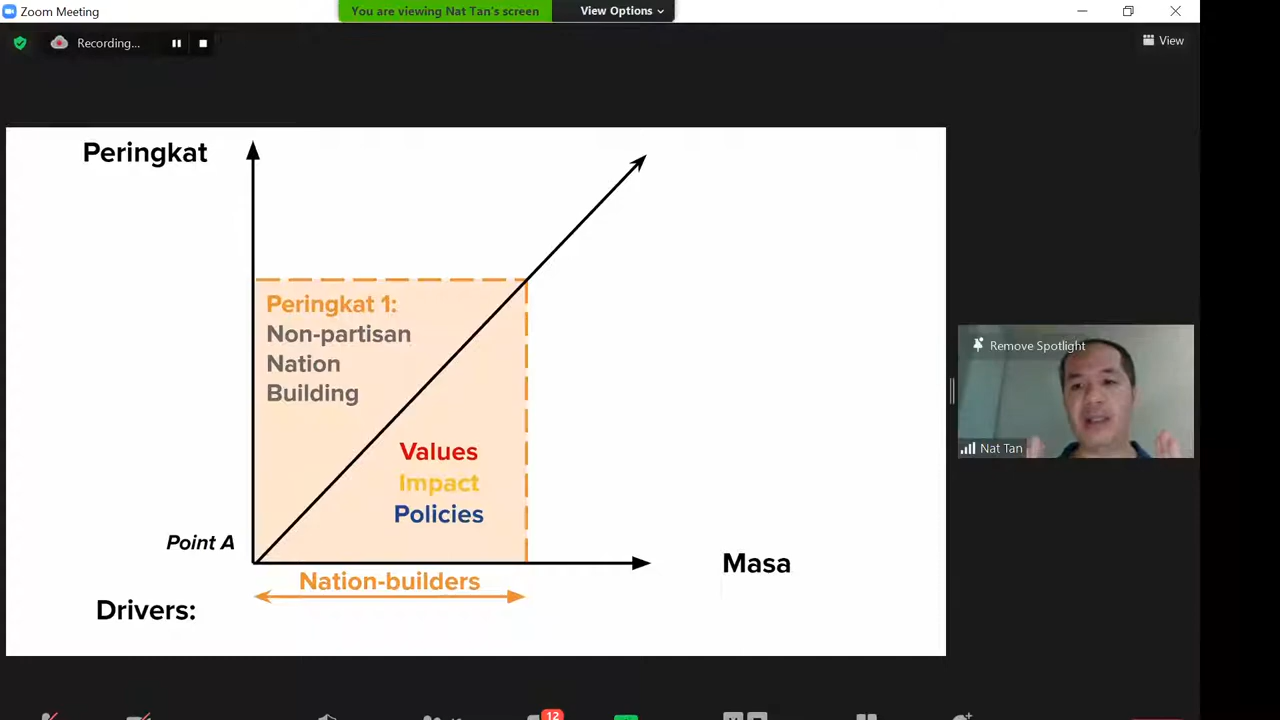 Zoom Meeting
You are viewing Nat Tan's screen
View Options
Recording...
View
Peringkat
Peringkat 1:
Non-partisan
Nation
Building
Values
Impact
Policies
Point A
Masa
Nation-builders
Drivers:
Remove Spotlight
Nat Tan
12